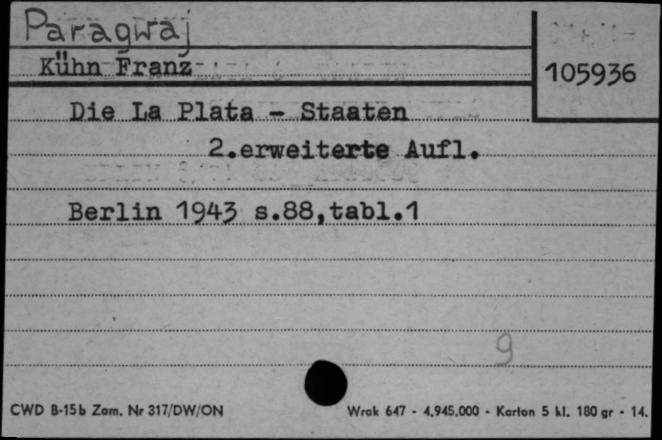 Paragwaj
Kühn Franz
105936
Die La Plata - Staaten
2.erweiterte Aufl.
Berlin 1943 s.88,tabl.1
9
CWD B-15b Zam. Nr 317/DW/ON
Wrak 647 - 4.945.000 - Karton 5 kl. 180 gr - 14.